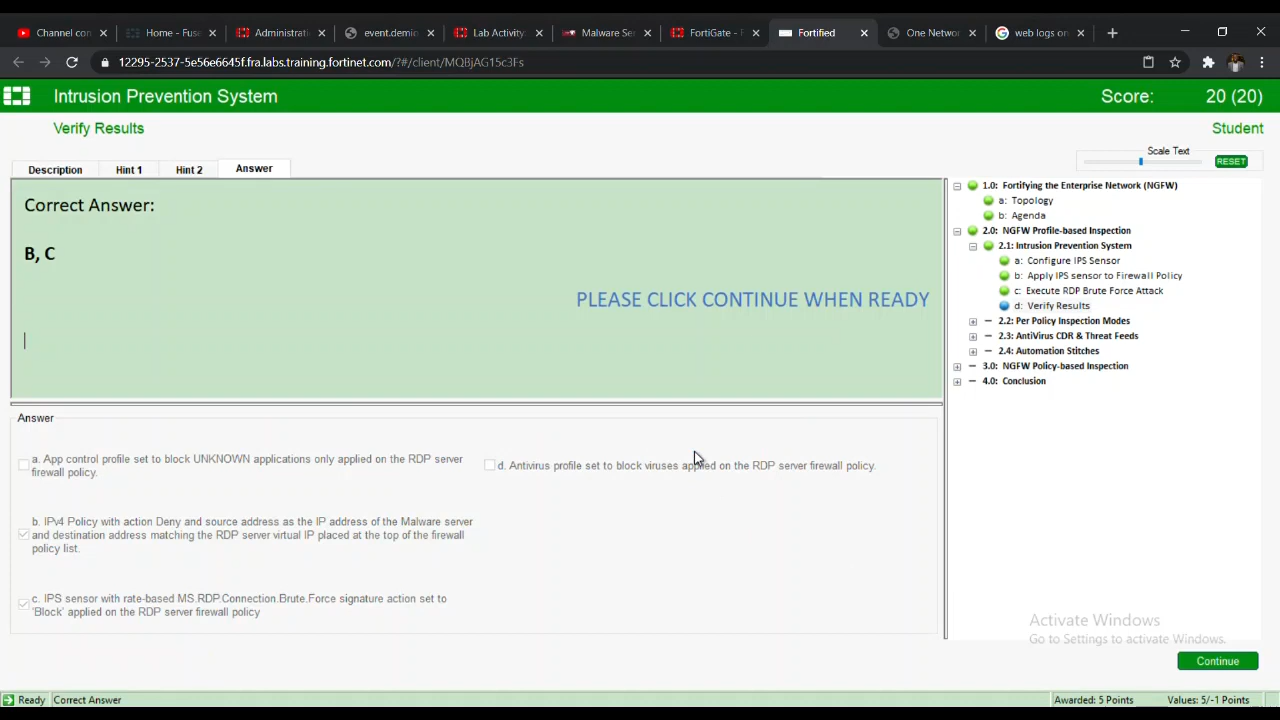 Channel con
Home - Fuse
Administrati
event.demio
Lab Activity
Malware Ser
FortiGate - F
Fortified
One Networ
web logs on
12295-2537-5e56e6645f.fra.labs.training.fortinet.com/?#/client/MQBjAG15c3Fs
Intrusion Prevention System
Score: 20 (20)
Verify Results
Student
Scale Text
RESET
Description
Hint 1
Hint 2
Answer
Correct Answer:
B, C
PLEASE CLICK CONTINUE WHEN READY
1.0: Fortifying the Enterprise Network (NGFW)
a: Topology
b: Agenda
2.0: NGFW Profile-based Inspection
2.1: Intrusion Prevention System
a: Configure IPS Sensor
b: Apply IPS sensor to Firewall Policy
c: Execute RDP Brute Force Attack
d: Verify Results
2.2: Per Policy Inspection Modes
2.3: AntiVirus CDR & Threat Feeds
2.4: Automation Stitches
3.0: NGFW Policy-based Inspection
4.0: Conclusion
Answer
a. App control profile set to block UNKNOWN applications only applied on the RDP server
firewall policy.
d. Antivirus profile set to block viruses applied on the RDP server firewall policy.
b. IPv4 Policy with action Deny and source address as the IP address of the Malware server
and destination address matching the RDP server virtual IP placed at the top of the firewall
policy list.
c. IPS sensor with rate-based MS.RDP.Connection.Brute.Force signature action set to
'Block' applied on the RDP server firewall policy
Activate Windows
Go to Settings to activate Windows.
Continue
Ready
Correct Answer
Awarded: 5 Points
Values: 5/-1 Points